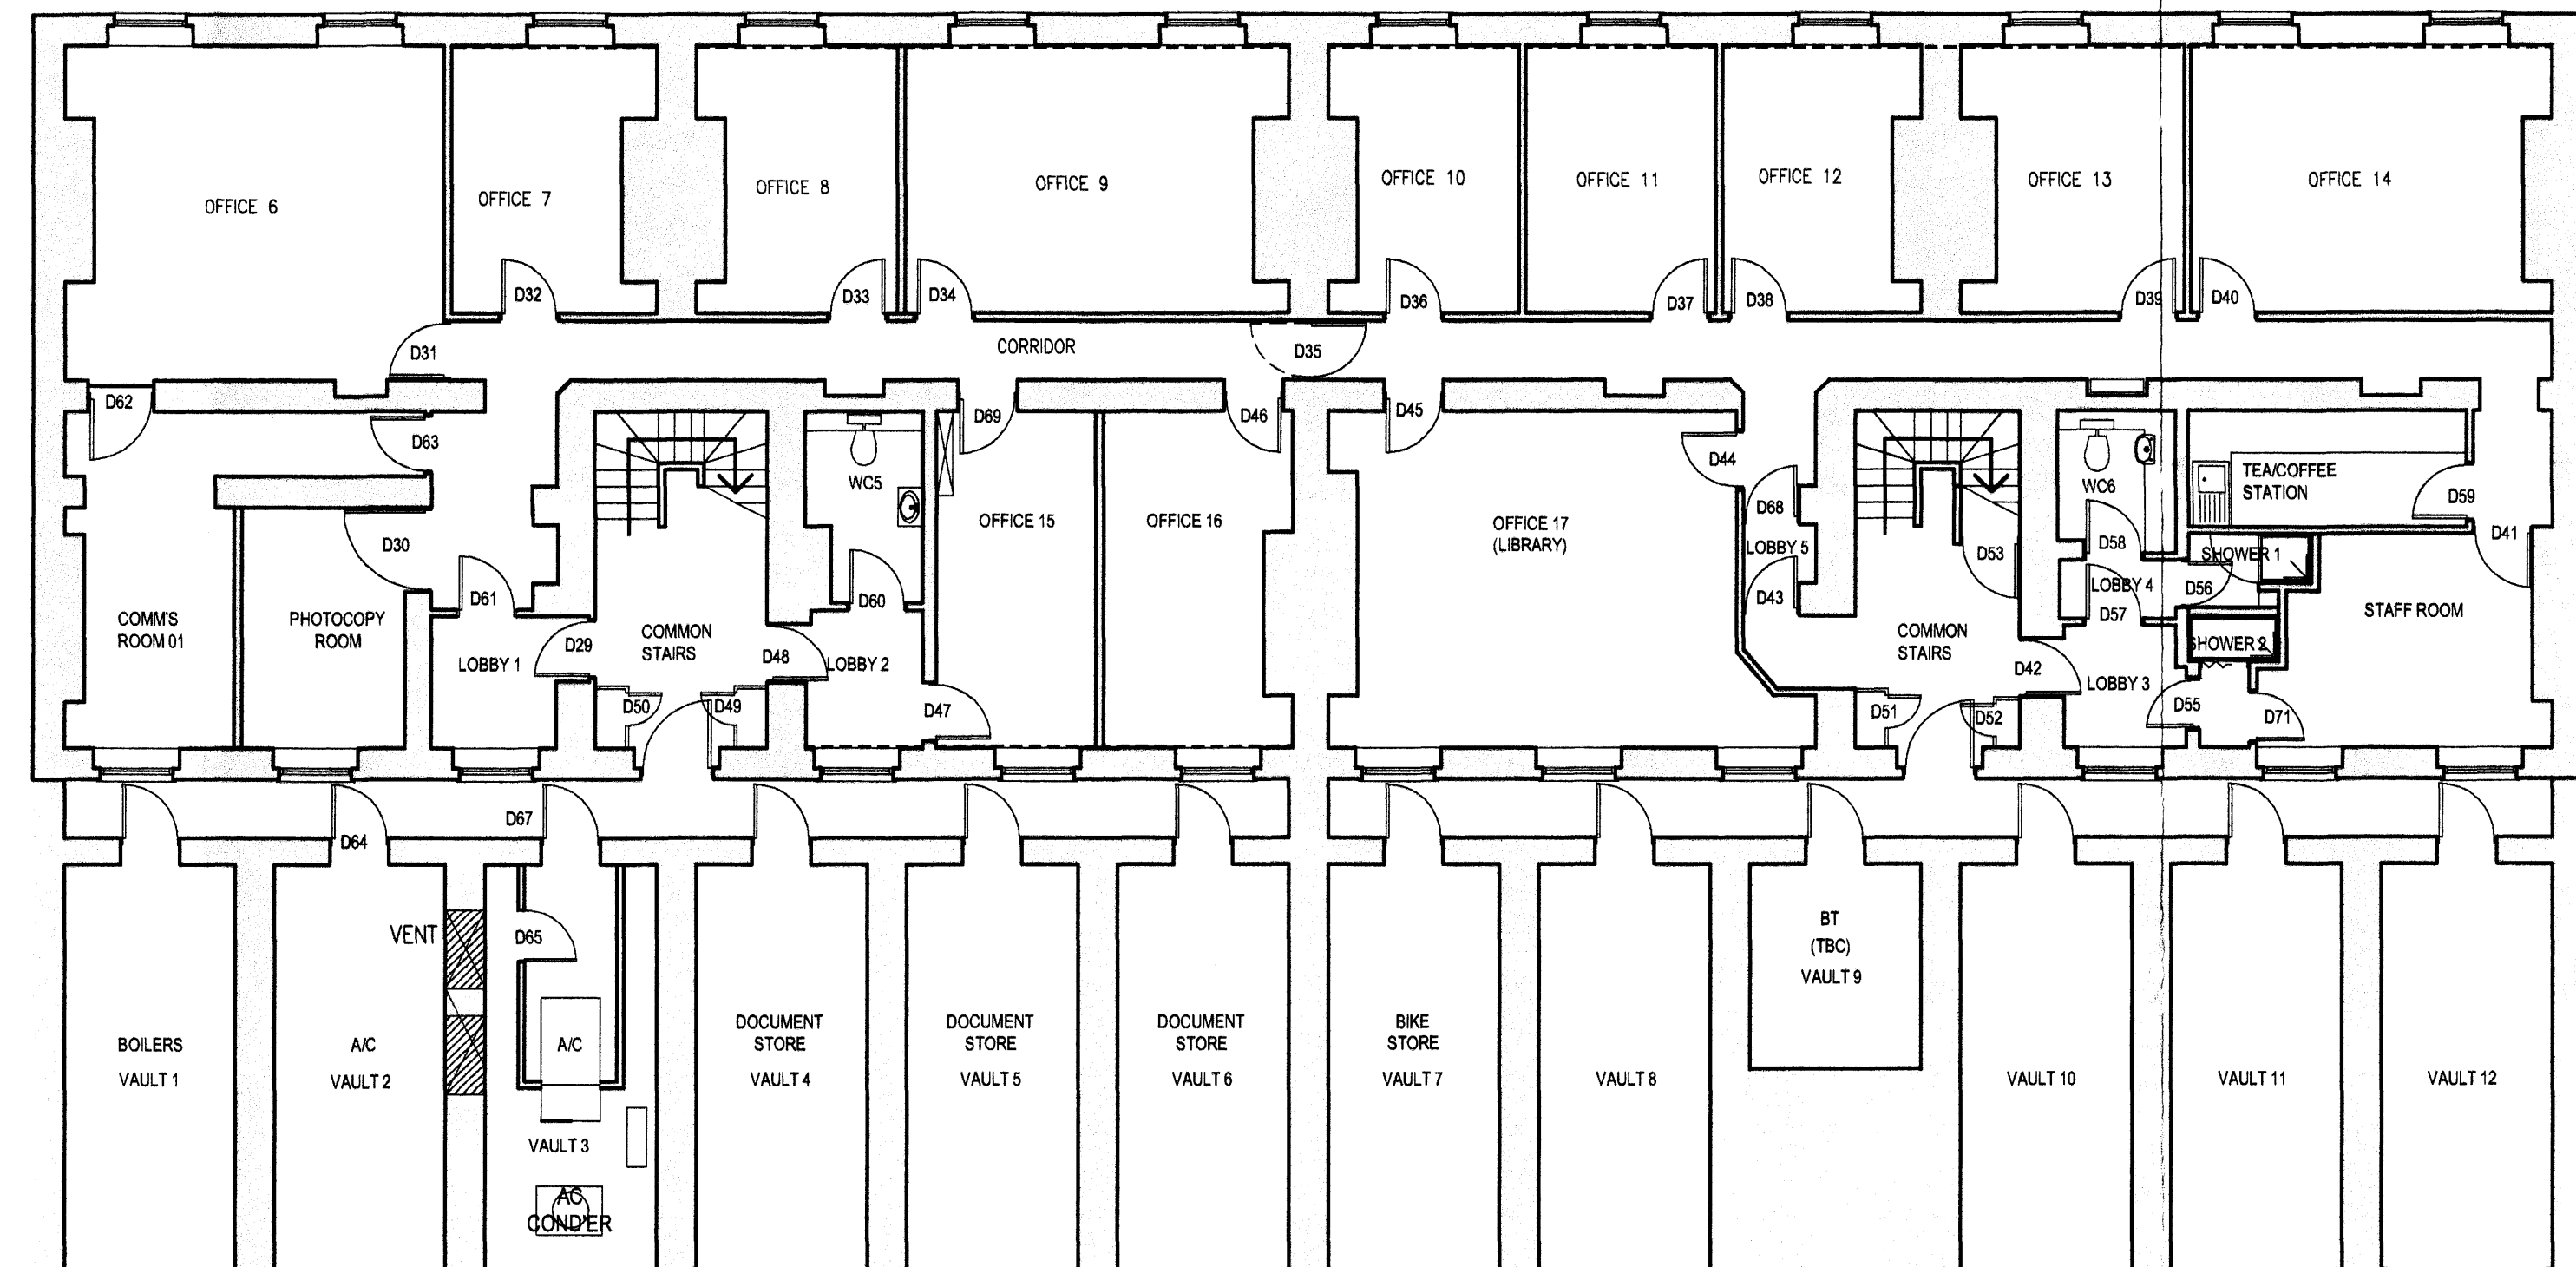 OFFICE 6
OFFICE 7
OFFICE 8
OFFICE 9
OFFICE 10
OFFICE 11
OFFICE 12
OFFICE 13
OFFICE 14
D32
D33
D34
D36
D37
D38
D39
D40
D31
CORRIDOR
D35
D62
D63
D69
D46
D45
D44
D68
D59
D41
WC5
WC6
TEA/COFFEE
STATION
OFFICE 15
OFFICE 16
OFFICE 17
(LIBRARY)
D30
D61
D60
LOBBY 5
D43
D53
D58
SHOWER 1
LOBBY 4
D56
D57
COMM'S
ROOM 01
PHOTOCOPY
ROOM
LOBBY 1
D29
COMMON
STAIRS
D48
LOBBY 2
COMMON
STAIRS
D42
LOBBY 3
SHOWER 2
STAFF ROOM
D50
D49
D47
D51
D52
D55
D71
D64
D67
VENT
D65
BT
(TBC)
VAULT 9
BOILERS
VAULT 1
A/C
VAULT 2
A/C
VAULT 3
AC
COND'ER
DOCUMENT
STORE
VAULT 4
DOCUMENT
STORE
VAULT 5
DOCUMENT
STORE
VAULT 6
BIKE
STORE
VAULT 7
VAULT 8
VAULT 10
VAULT 11
VAULT 12